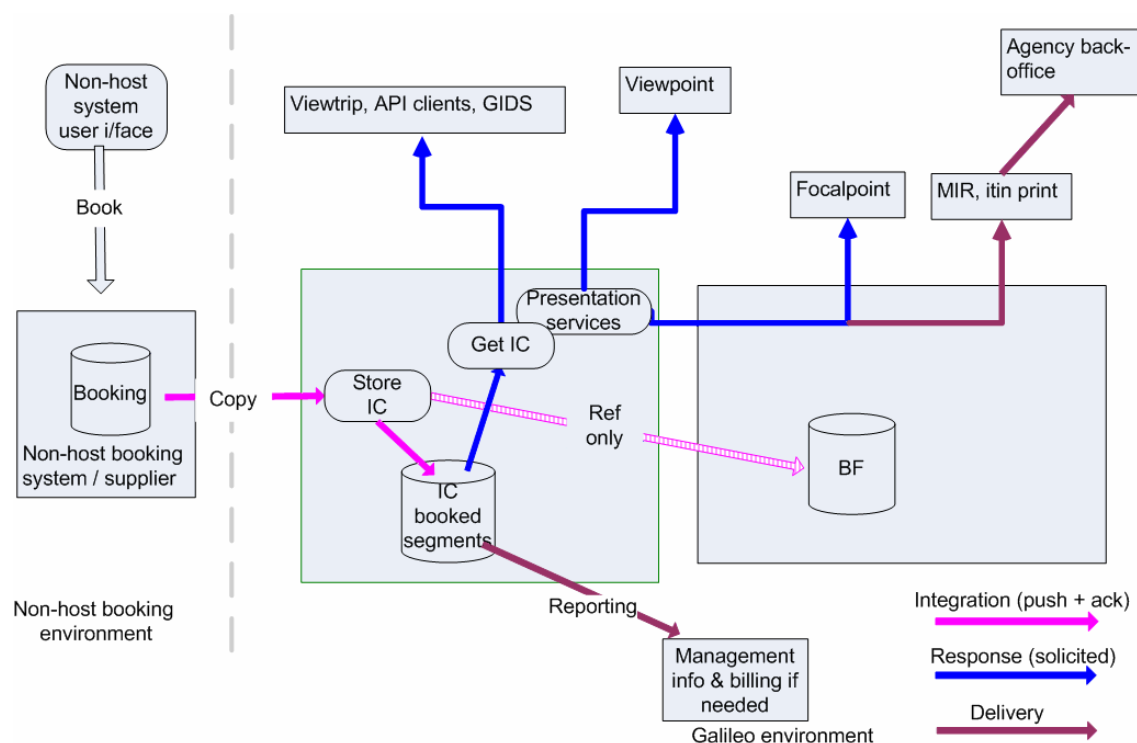 Non-host
system
user i/face
Book
Booking
Non-host booking
system / supplier
Non-host booking
environment
Copy
Viewtrip, API clients, GIDS
Viewpoint
Agency back-
office
Focalpoint
MIR, itin print
Presentation
services
Get IC
Store
IC
Ref
only
IC
booked
segments
BF
Reporting
Management
info & billing if
needed
Galileo environment
Integration (push + ack)
Response (solicited)
Delivery